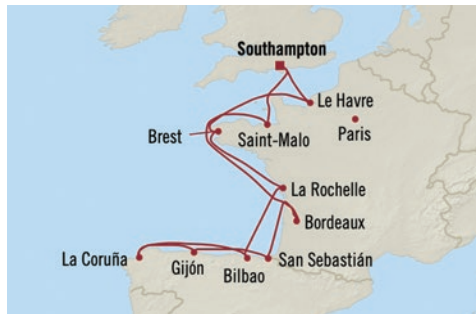 Southampton
Le Havre
Brest
Saint-Malo
Paris
La Rochelle
Bordeaux
La Coruña
Gijón
Bilbao
San Sebastián